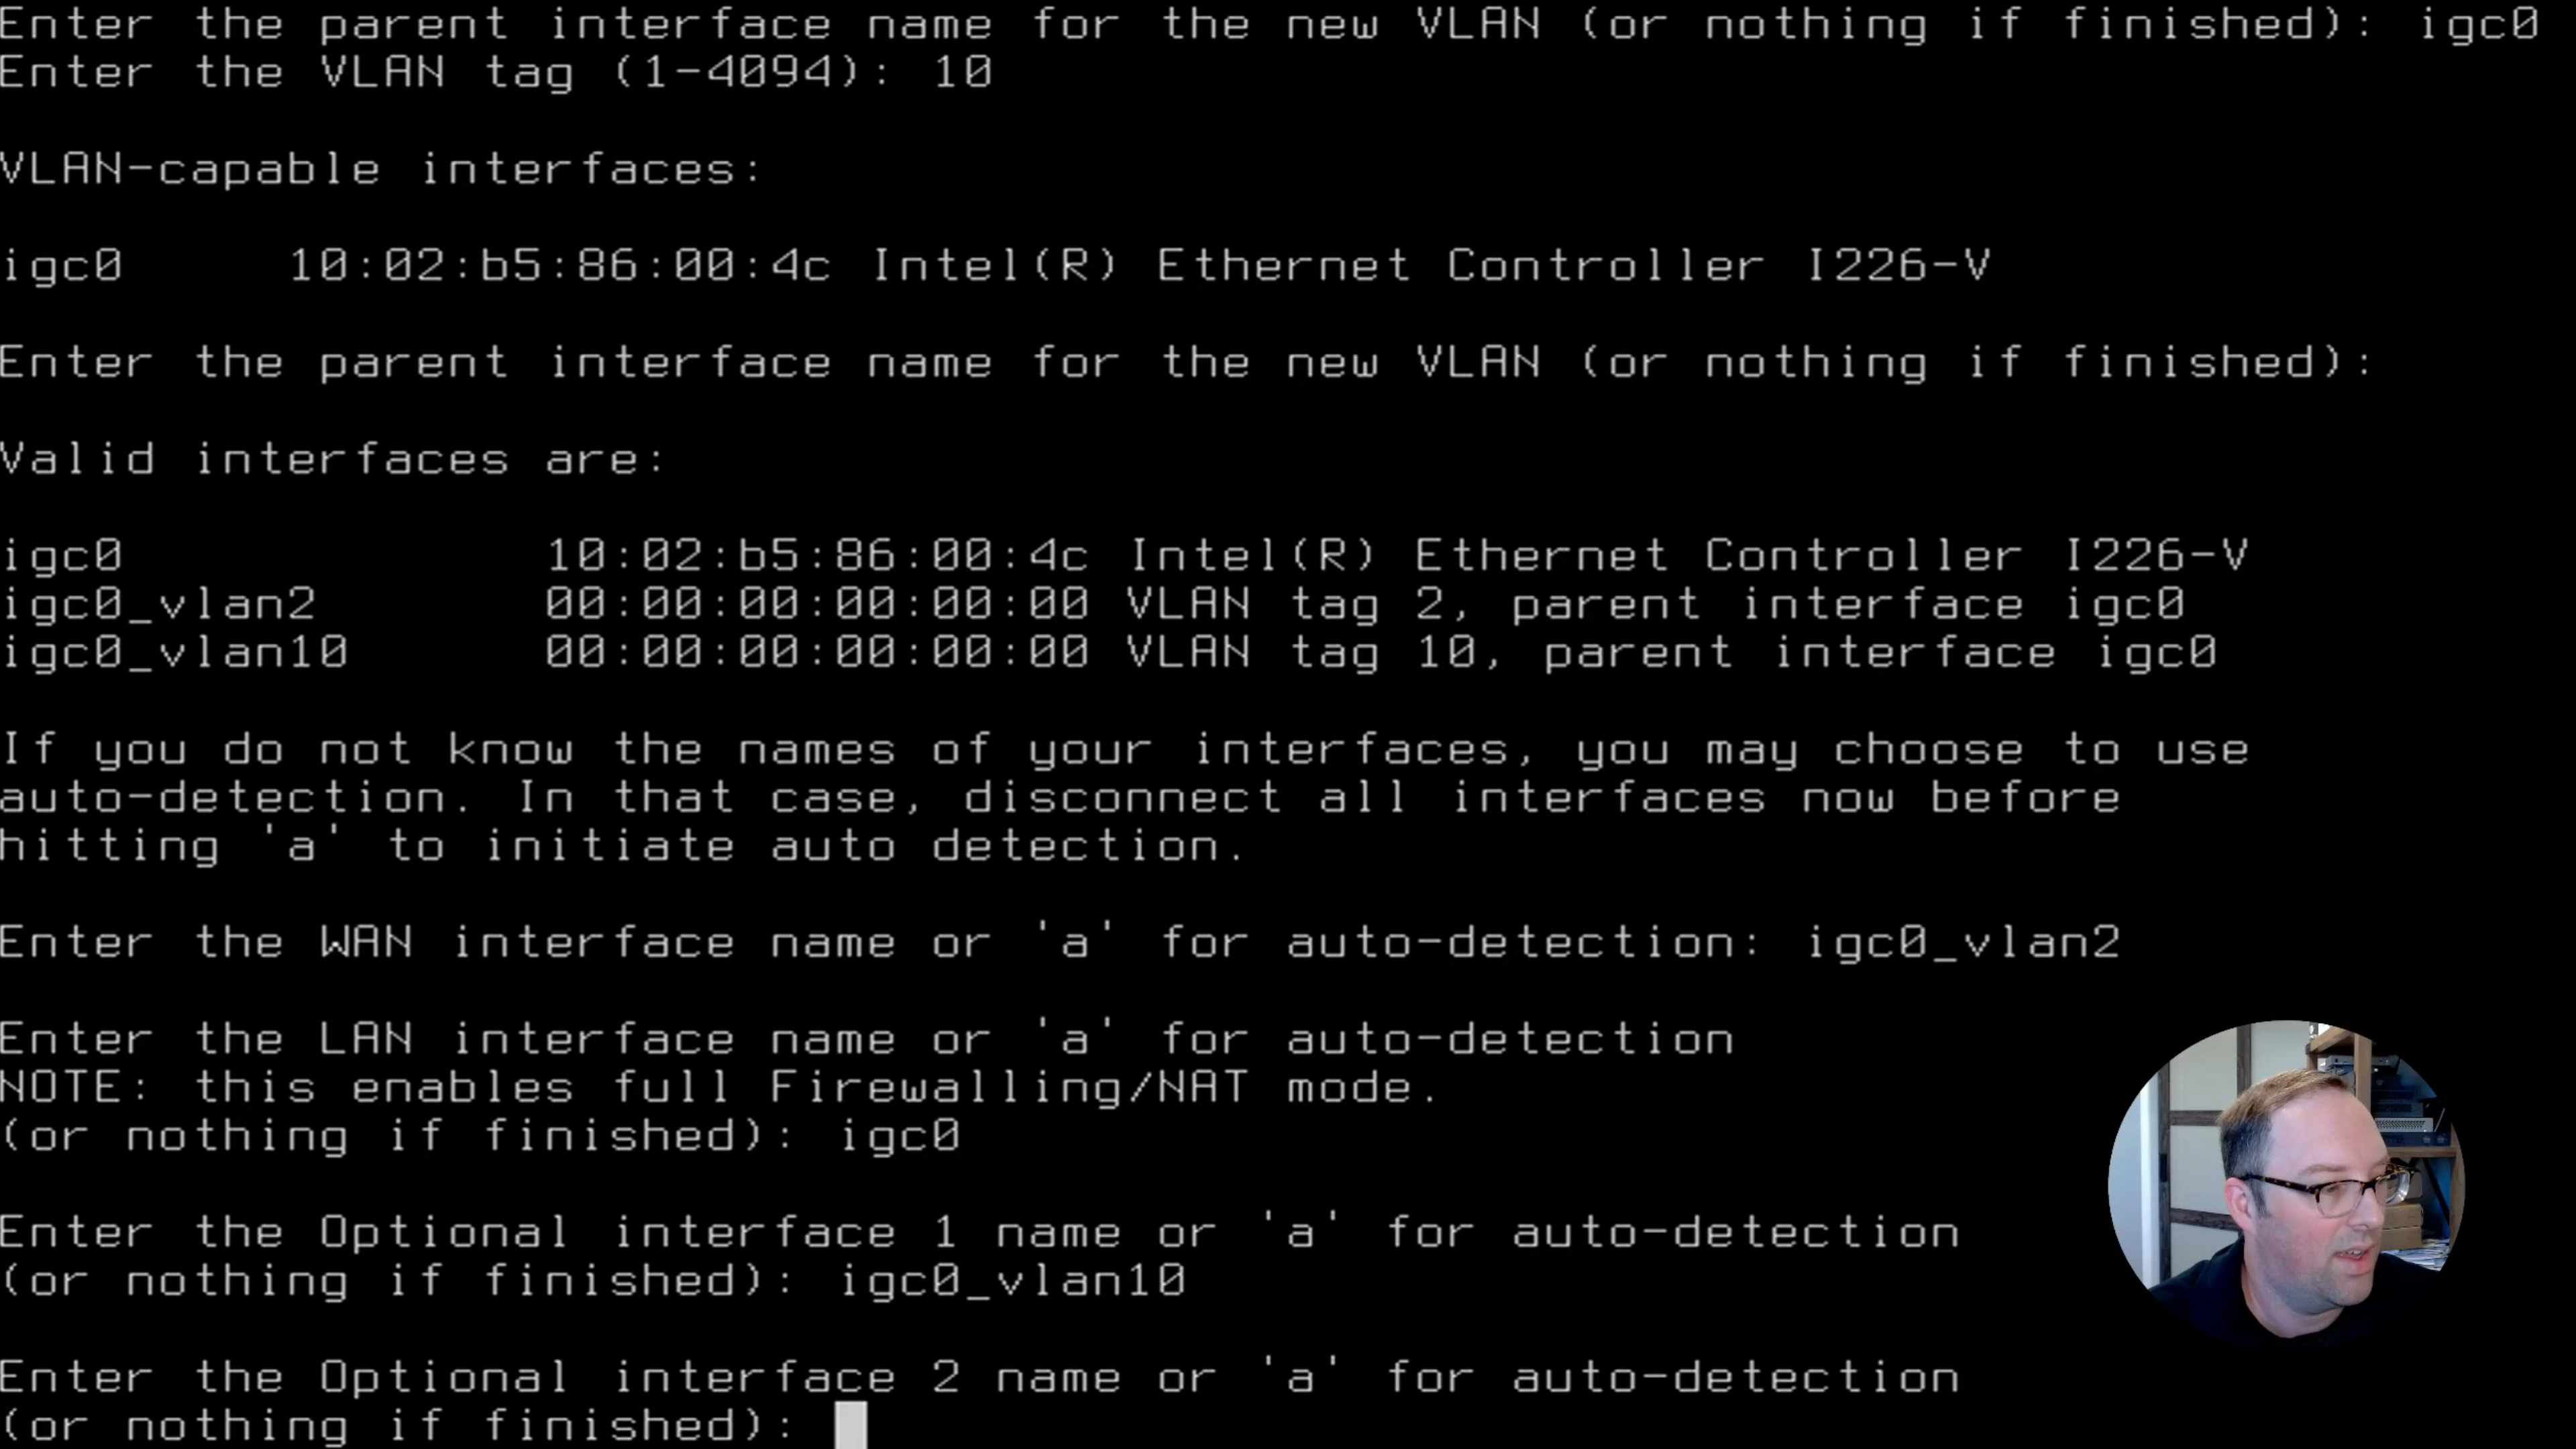 Enter the parent interface name for the new VLAN (or nothing if finished): igc0
Enter the VLAN tag (1-4094): 10
VLAN-capable interfaces:
igc0 10:02:b5:86:00:4c Intel(R) Ethernet Controller I226-V
Enter the parent interface name for the new VLAN (or nothing if finished):
Valid interfaces are:
igc0 10:02:b5:86:00:4c Intel(R) Ethernet Controller I226-V
igc0_vlan2 00:00:00:00:00:00 VLAN tag 2, parent interface igc0
igc0_vlan10 00:00:00:00:00:00 VLAN tag 10, parent interface igc0
If you do not know the names of your interfaces, you may choose to use
auto-detection. In that case, disconnect all interfaces now before
hitting 'a' to initiate auto detection.
Enter the WAN interface name or 'a' for auto-detection: igc0_vlan2
Enter the LAN interface name or 'a' for auto-detection
NOTE: this enables full Firewalling/NAT mode.
(or nothing if finished): igc0
Enter the Optional interface 1 name or 'a' for auto-detection
(or nothing if finished): igc0_vlan10
Enter the Optional interface 2 name or 'a' for auto-detection
(or nothing if finished):